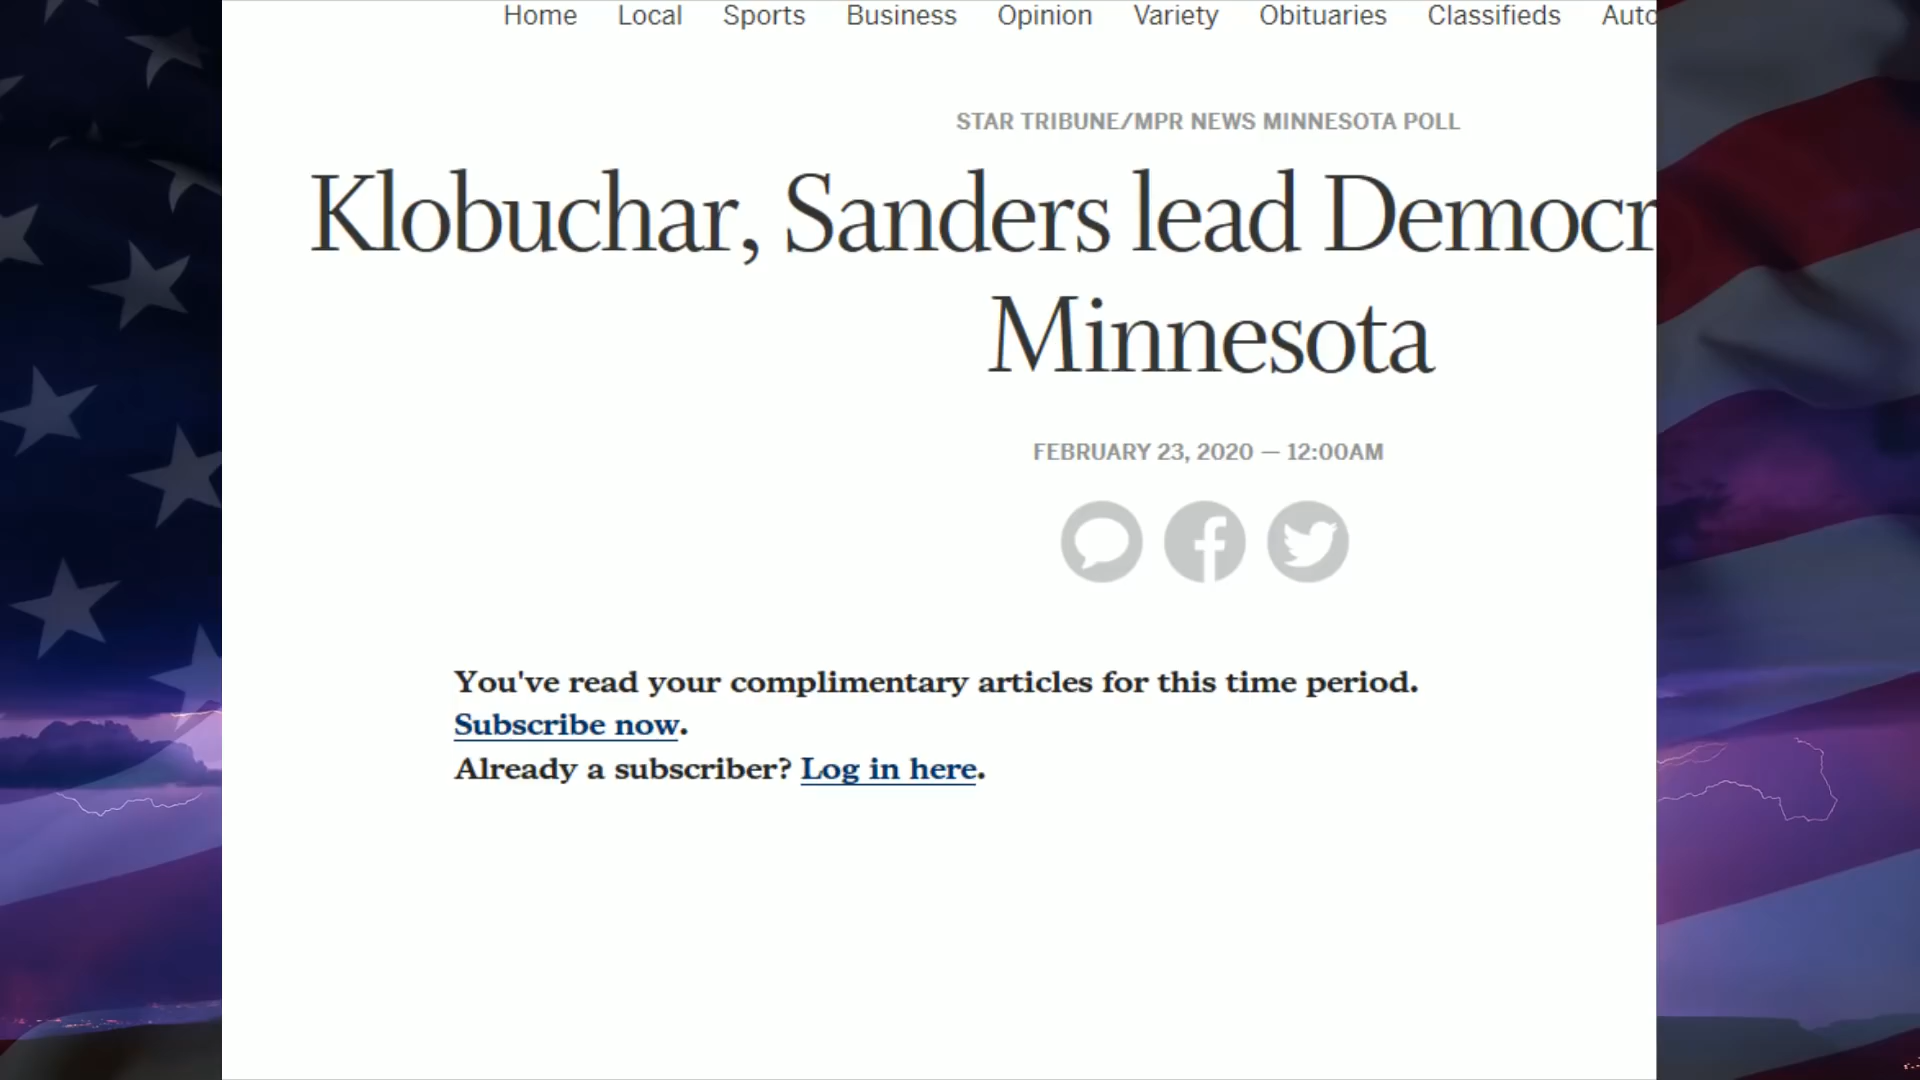 Home Local Sports Business Opinion Variety Obituaries Classifieds Auto
STAR TRIBUNE/MPR NEWS MINNESOTA POLL
Klobuchar, Sanders lead Democr
Minnesota
FEBRUARY 23, 2020 — 12:00AM
You've read your complimentary articles for this time period.
Subscribe now.
Already a subscriber? Log in here.